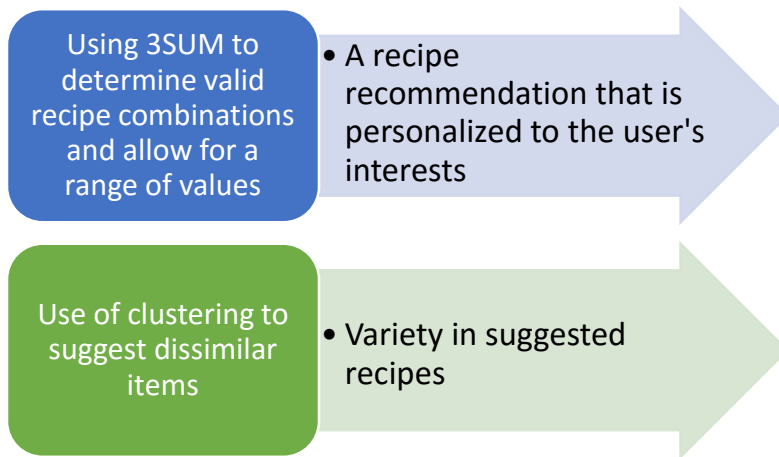 Using 3SUM to
determine valid
recipe combinations
and allow for a
range of values
• A recipe
recommendation that is
personalized to the user's
interests
Use of clustering to
suggest dissimilar
items
• Variety in suggested
recipes